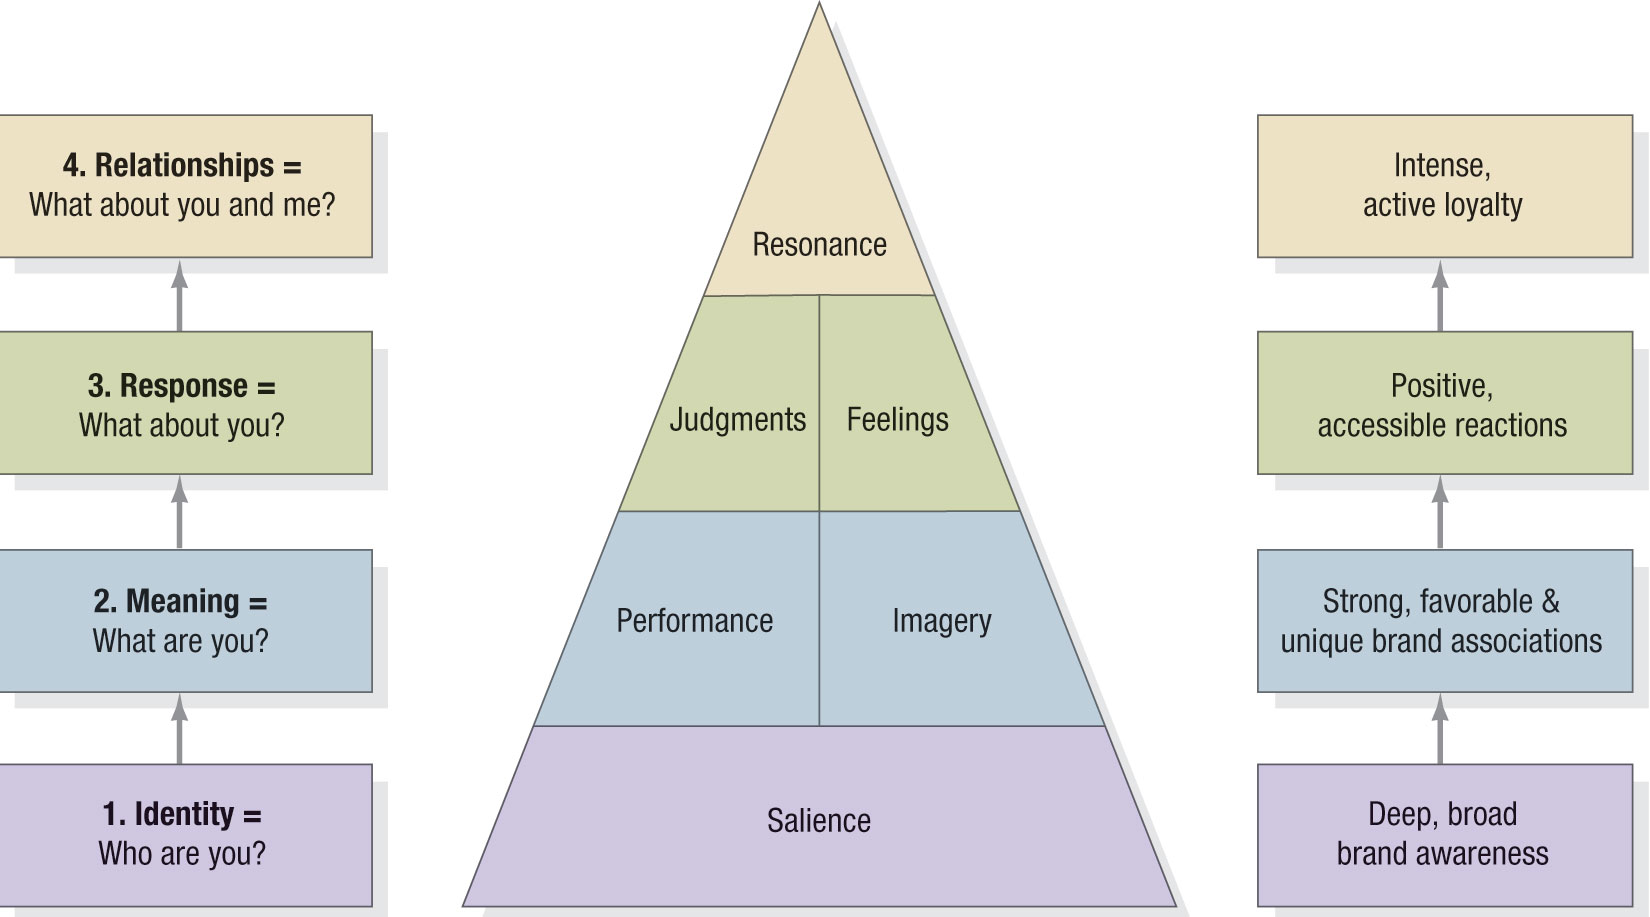 4. Relationships =
What about you and me?
3. Response =
What about you?
2. Meaning =
What are you?
1. Identity =
Who are you?
Resonance
Judgments
Feelings
Performance
Imagery
Salience
Intense,
active loyalty
Positive,
accessible reactions
Strong, favorable &
unique brand associations
Deep, broad
brand awareness